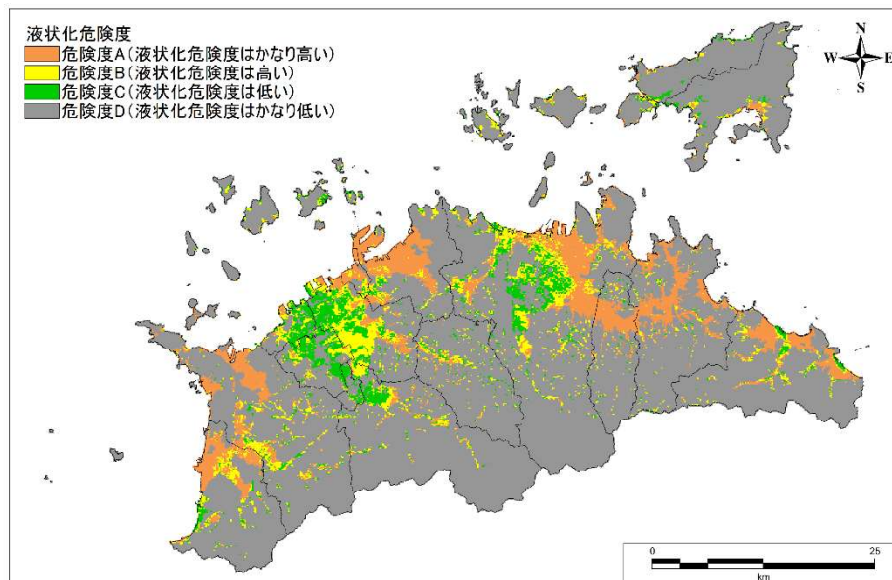 液状化危険度
危険度A(液状化危険度はかなり高い)
危険度B(液状化危険度は高い)
危険度C(液状化危険度は低い)
危険度D(液状化危険度はかなり低い)
N
W E
S
0 25
km